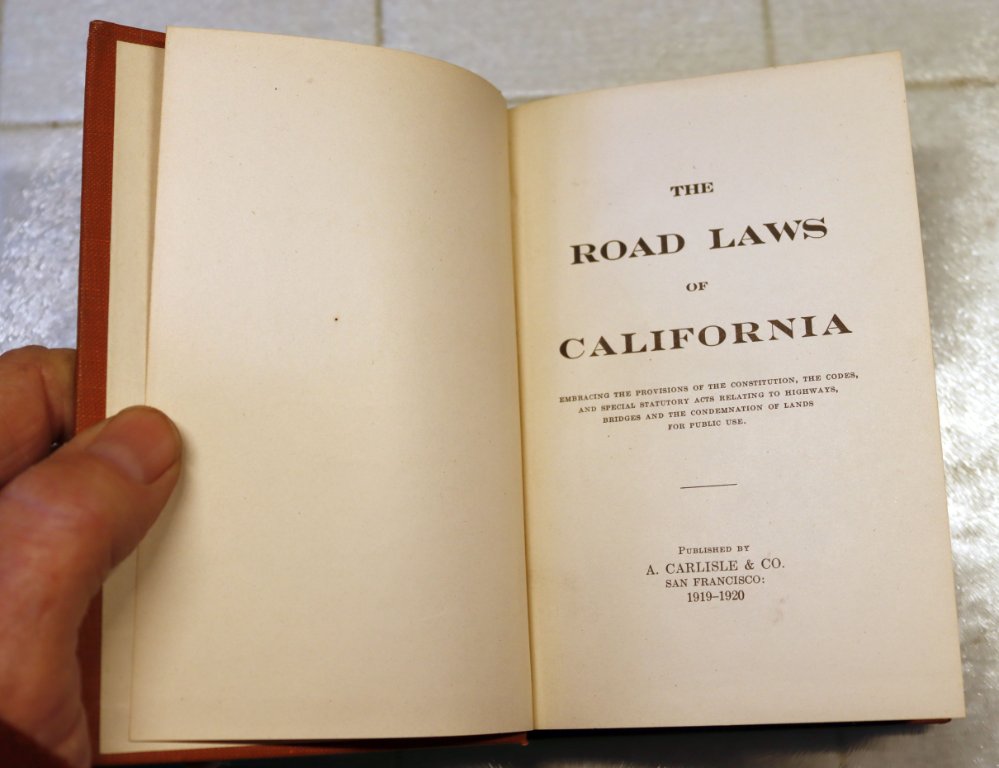 THE
ROAD LAWS
OF
CALIFORNIA
EMBRACING THE PROVISIONS OF THE CONSTITUTION, THE CODES,
AND SPECIAL STATUTORY ACTS RELATING TO HIGHWAYS,
BRIDGES AND THE CONDEMNATION OF LANDS
FOR PUBLIC USE.
PUBLISHED BY
A. CARLISLE & CO.
SAN FRANCISCO:
1919–1920